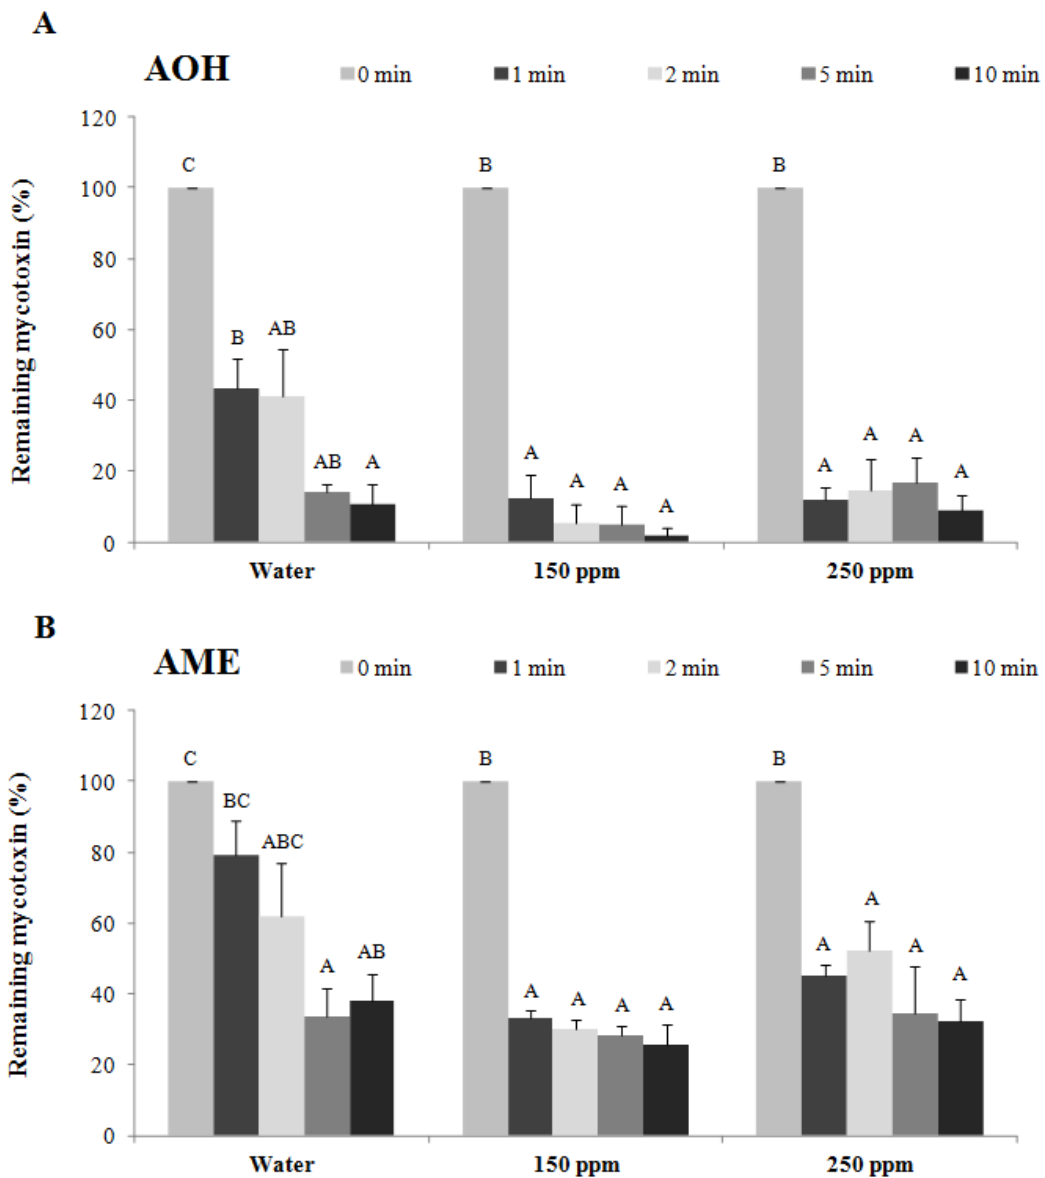 A
AOH
0 min 1 min 2 min 5 min 10 min
Remaining mycotoxin (%)
120
100
80
60
40
20
0
C B AB AB A
B A A A A
B A A A A
Water 150 ppm 250 ppm
B
AME
0 min 1 min 2 min 5 min 10 min
Remaining mycotoxin (%)
120
100
80
60
40
20
0
C BC ABC A AB
B A A A A
B A A A A
Water 150 ppm 250 ppm